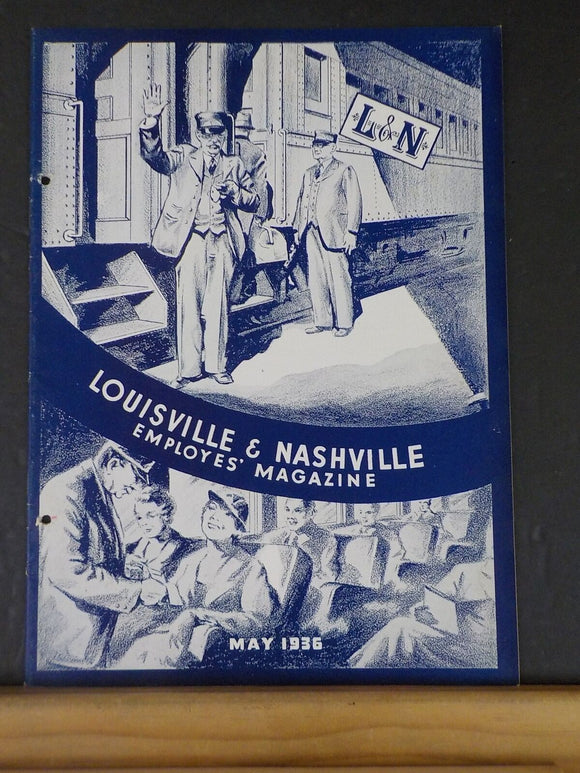 L&N
LOUISVILLE & NASHVILLE
EMPLOYES' MAGAZINE
MAY 1936